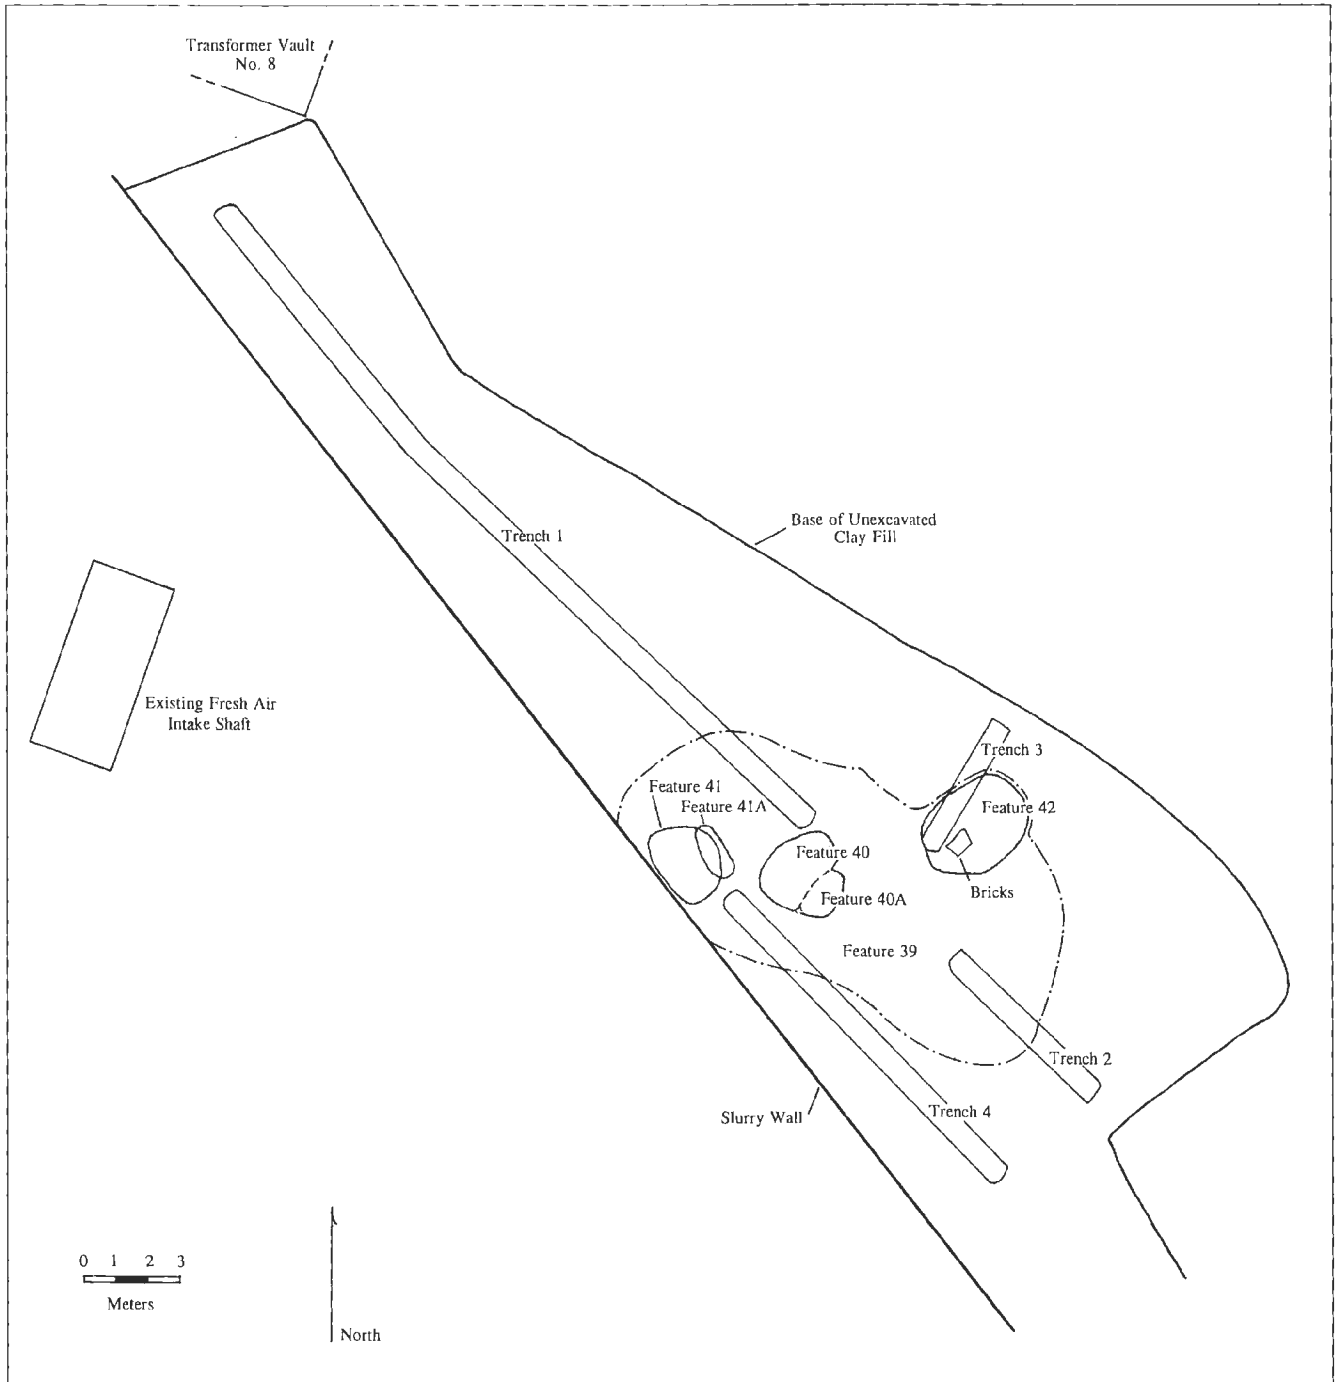 Transformer Vault
No. 8
Trench 1
Base of Unexcavated
Clay Fill
Existing Fresh Air
Intake Shaft
Trench 3
Feature 41
Feature 41A
Feature 42
Feature 40
Bricks
Feature 40A
Feature 39
Trench 2
Trench 4
Slurry Wall
0 1 2 3
Meters
North